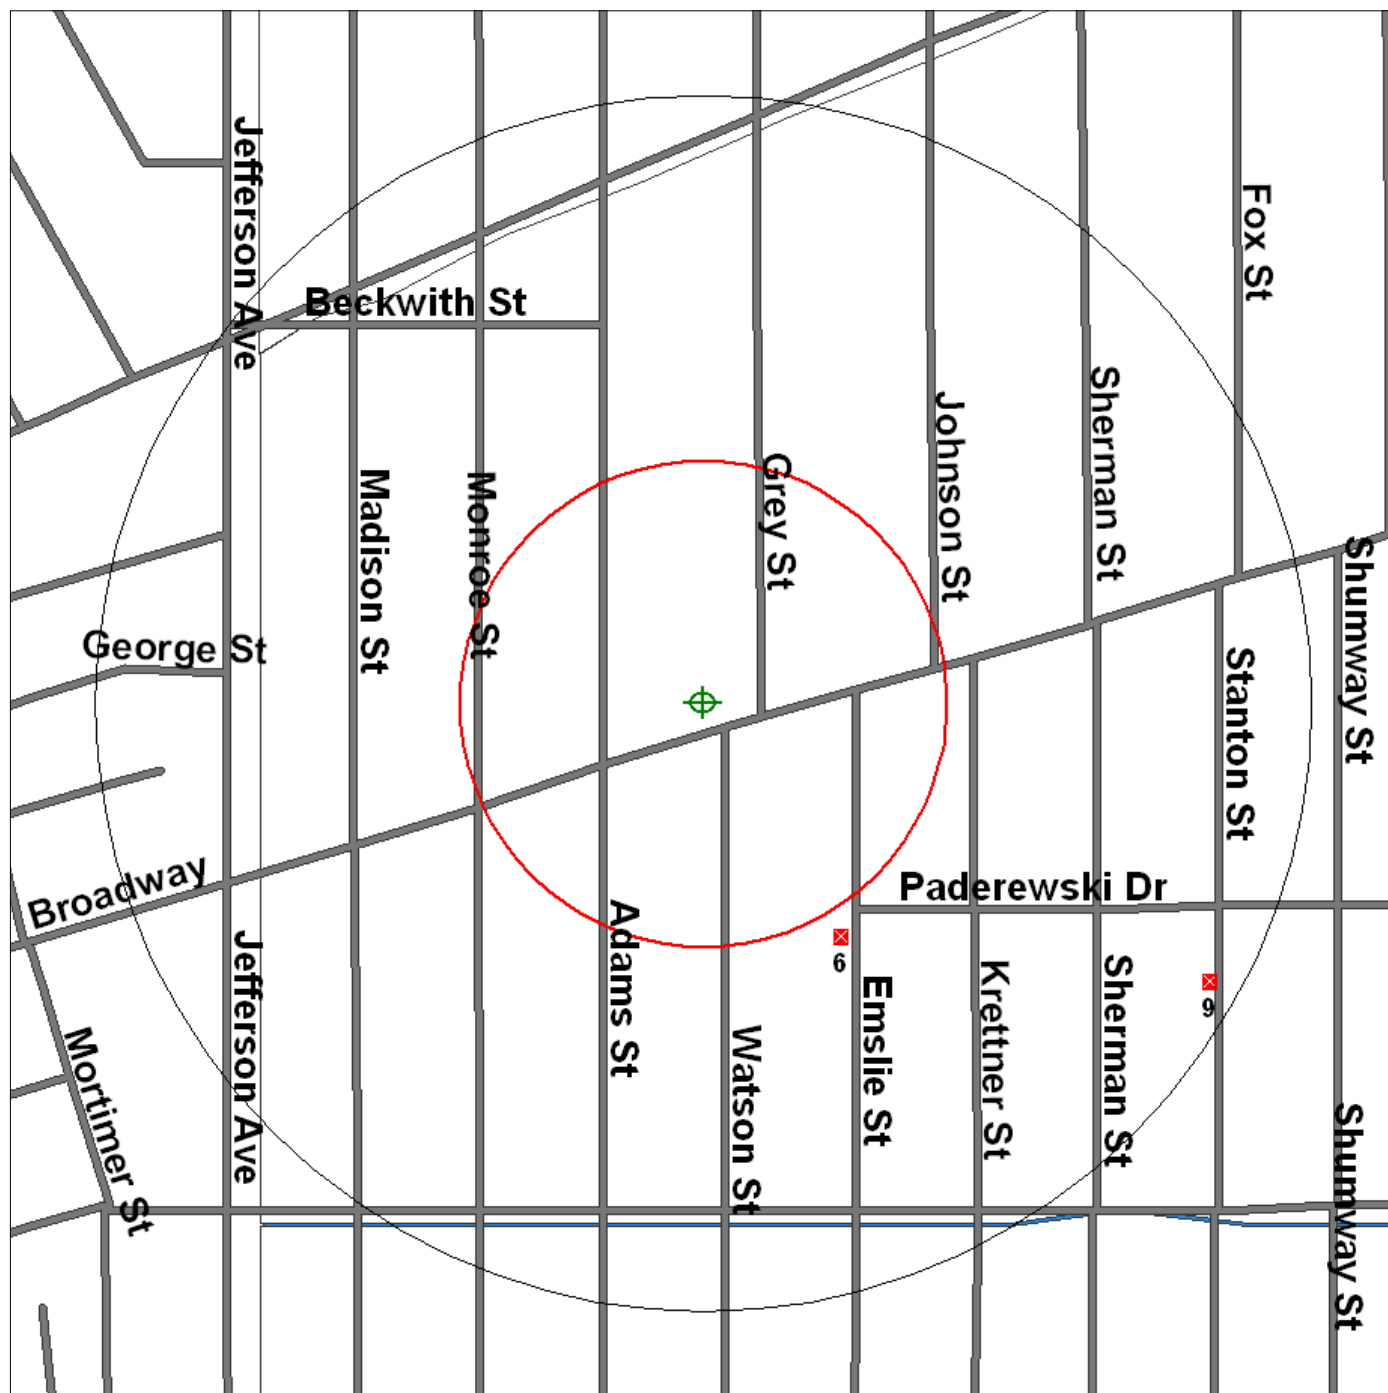 Jefferson Ave
Fox St
Beckwith St
Sherman St
Johnson St
Grey St
Madison St
Monroe St
Shumway St
George St
Stanton St
Broadway
Paderewski Dr
Adams St
Jefferson Ave
6
Sherman St
Krettner St
Emslie St
9
Mortimer St
Watson St
Shumway St